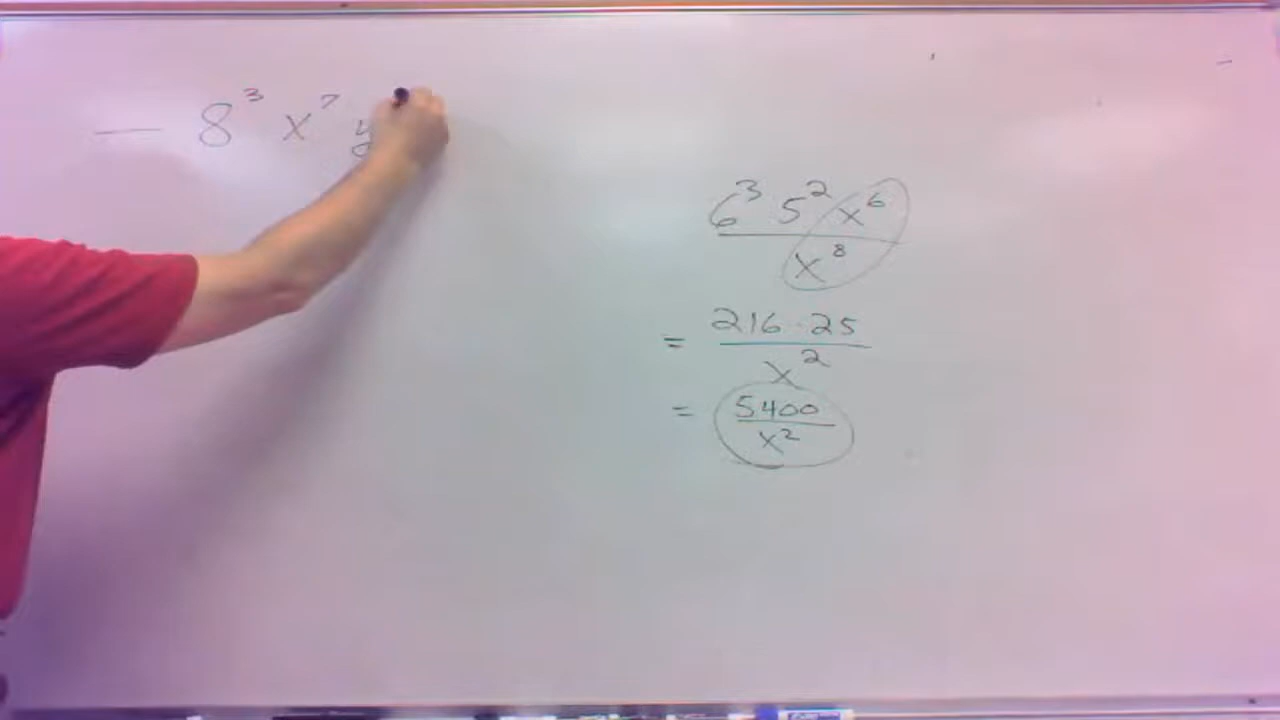 — 8³ x⁷ y
6³ 5² x⁶
x⁸
= 216 · 25
x²
= 5400
x²